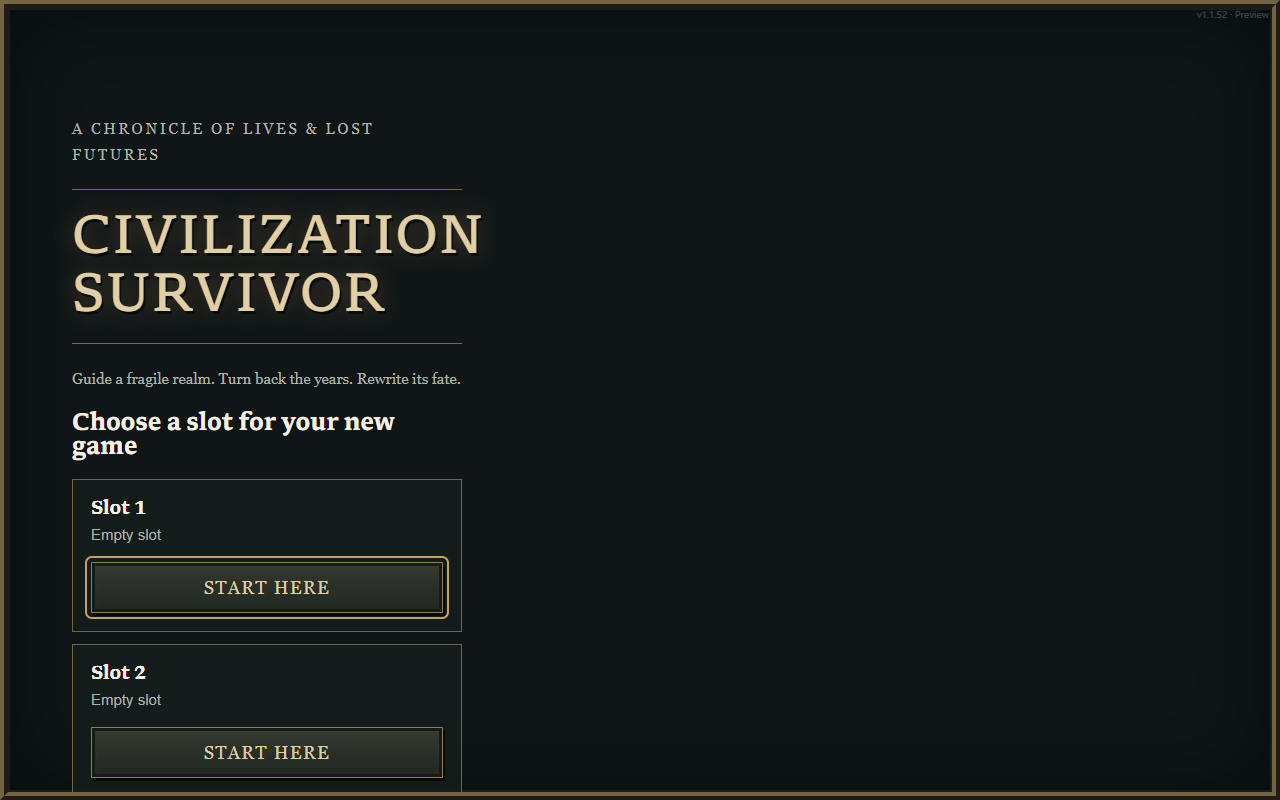 v1.1.52 · Preview
A CHRONICLE OF LIVES & LOST
FUTURES
CIVILIZATION
SURVIVOR
Guide a fragile realm. Turn back the years. Rewrite its fate.
Choose a slot for your new
game
Slot 1
Empty slot
START HERE
Slot 2
Empty slot
START HERE